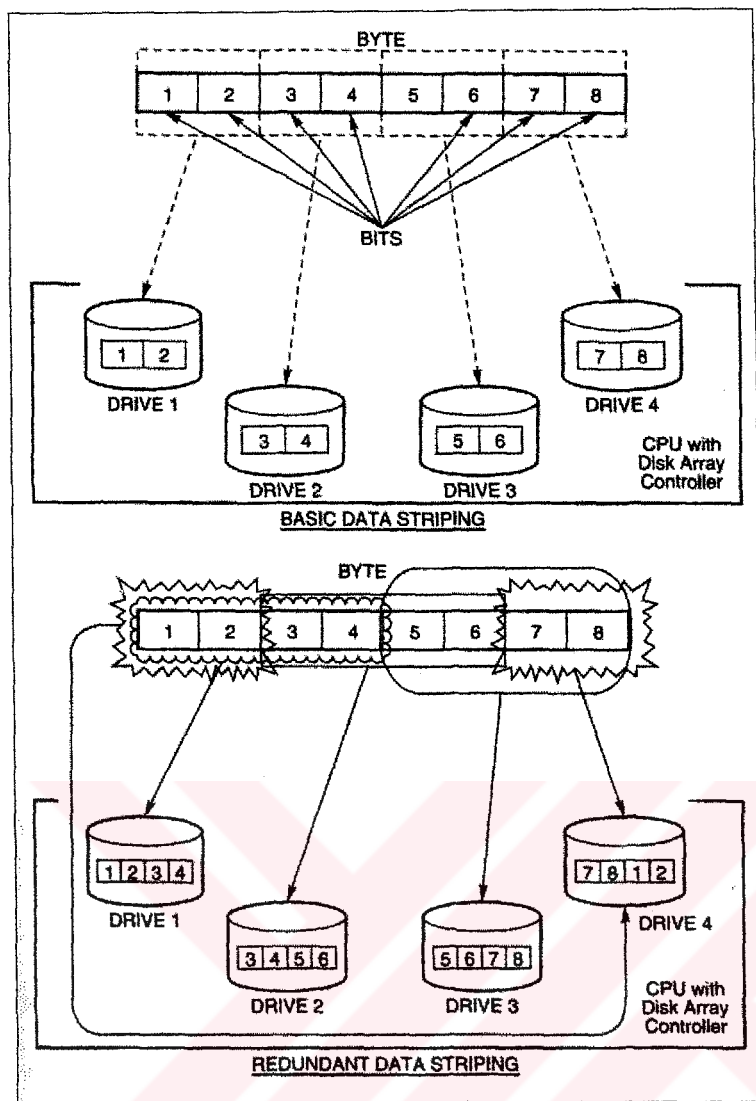 BYTE
1 2 3 4 5 6 7 8
BITS
1 2
DRIVE 1
3 4
DRIVE 2
5 6
DRIVE 3
7 8
DRIVE 4
CPU with
Disk Array
Controller
BASIC DATA STRIPING
BYTE
1 2 3 4 5 6 7 8
1 2 3 4
DRIVE 1
3 4 5 6
DRIVE 2
5 6 7 8
DRIVE 3
7 8 1 2
DRIVE 4
CPU with
Disk Array
Controller
REDUNDANT DATA STRIPING